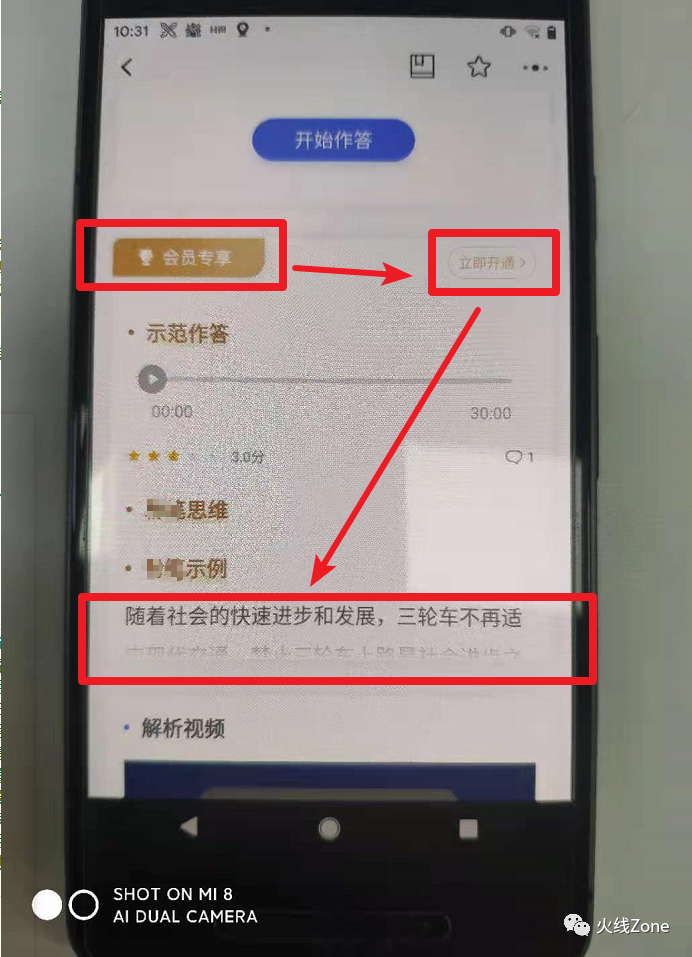 10:31
开始作答
会员专享
立即开通 >
• 示范作答
00:00 30:00
3.0分 1
• 笔思维
• 粉笔示例
随着社会的快速进步和发展，三轮车不再适
• 解析视频
SHOT ON MI 8
AI DUAL CAMERA
火线Zone